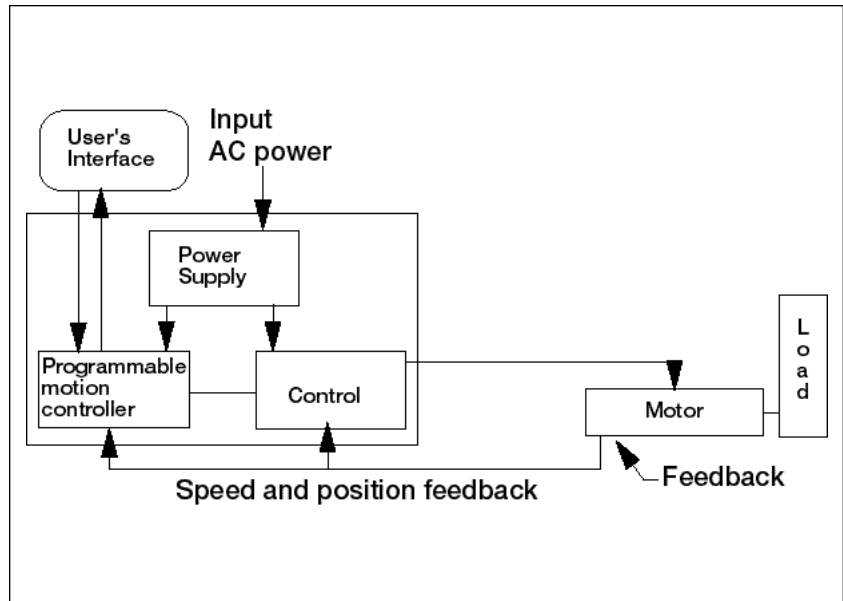 User's
Interface
Input
AC power
Power
Supply
Programmable
motion
controller
Control
Motor
L
o
a
d
Speed and position feedback
Feedback